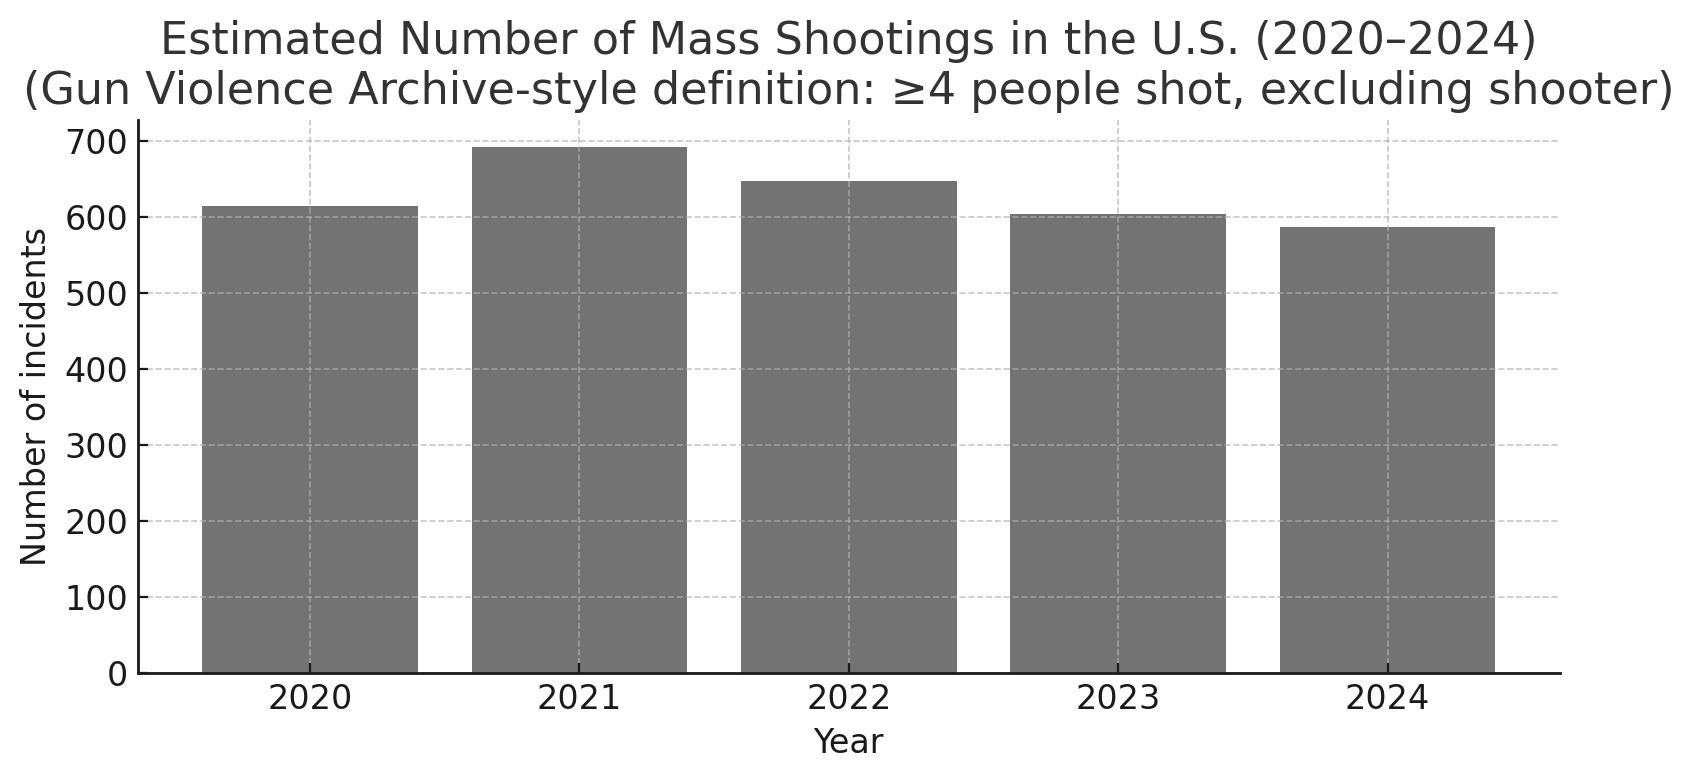 Estimated Number of Mass Shootings in the U.S. (2020–2024)
(Gun Violence Archive-style definition: ≥4 people shot, excluding shooter)
Number of incidents
700
600
500
400
300
200
100
0
2020 2021 2022 2023 2024
Year